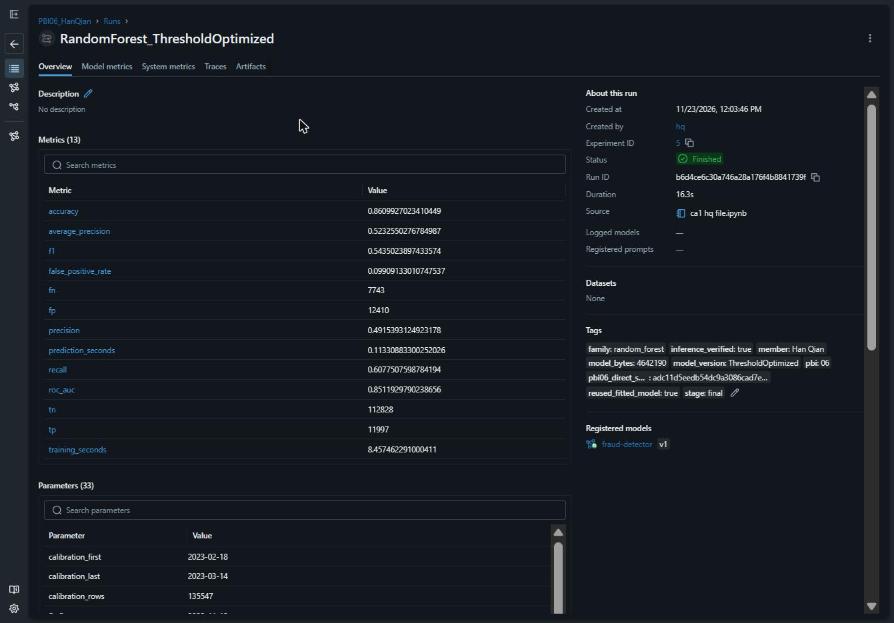 PBI06_HanQian › Runs ›
RandomForest_ThresholdOptimized
Overview Model metrics System metrics Traces Artifacts
Description
No description
Metrics (13)
Search metrics
Metric Value
accuracy 0.8609927023410449
average_precision 0.5232550276784987
f1 0.5435023897433574
false_positive_rate 0.09909133010747537
fn 7743
fp 12410
precision 0.4915393124923178
prediction_seconds 0.11330883300252026
recall 0.6077507598784194
roc_auc 0.8511929790238656
tn 112828
tp 11997
training_seconds 8.457462291000411
Parameters (33)
Search parameters
Parameter Value
calibration_first 2023-02-18
calibration_last 2023-03-14
calibration_rows 135547
About this run
Created at 11/23/2026, 12:03:46 PM
Created by hq
Experiment ID 5
Status Finished
Run ID b6d4ce6c30a746a28a176f4b8841739f
Duration 16.3s
Source ca1 hq file.ipynb
Logged models —
Registered prompts —
Datasets
None
Tags
family: random_forest inference_verified: true member: Han Qian
model_bytes: 4642190 model_version: ThresholdOptimized pbi: 06
pbi06_direct_s... : adc11d5eedb54dc9a3086cad7e...
reused_fitted_model: true stage: final
Registered models
fraud-detector v1